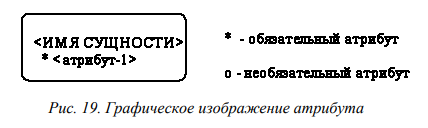 <ИМЯ СУЩНОСТИ>
* <атрибут-1>
* - обязательный атрибут
о - необязательный атрибут
Рис. 19. Графическое изображение атрибута